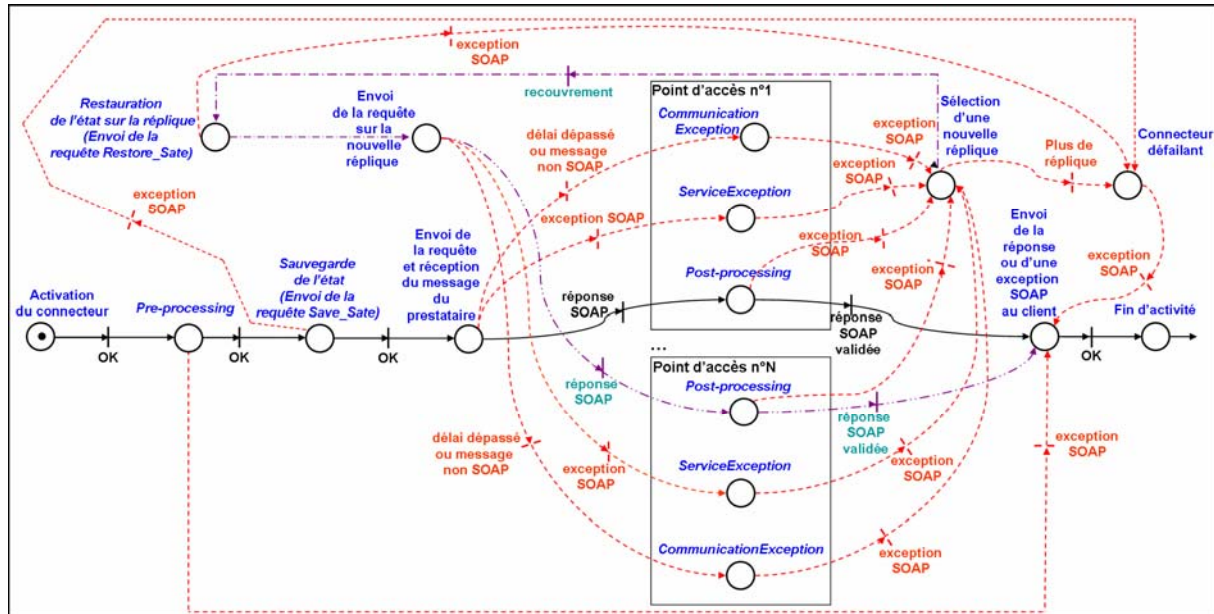 exception
SOAP
recouvrement
Restauration
de l'état sur la réplique
(Envoi de la
requête Restore_Sate)
Envoi
de la requête
sur la
nouvelle
réplique
délai dépassé
ou message
non SOAP
Point d'accès n°1
Communication
Exception
exception
SOAP
Sélection
d'une
nouvelle
réplique
Plus de
réplique
Connecteur
défailant
exception
SOAP
exception
SOAP
exception SOAP
ServiceException
exception
SOAP
Envoi de
la requête
et réception
du message
du
prestataire
Post-processing
exception
SOAP
Envoi
de la
réponse
ou d'une
exception
SOAP
au client
exception
SOAP
Activation
du connecteur
Pre-processing
Sauvegarde
de l'état
(Envoi de la
requête Save_Sate)
réponse
SOAP
réponse
SOAP
validée
Fin d'activité
OK
OK
OK
OK
...
Point d'accès n°N
réponse
SOAP
Post-processing
réponse
SOAP
validée
délai dépassé
ou message
non SOAP
exception
SOAP
ServiceException
exception
SOAP
exception
SOAP
CommunicationException
exception
SOAP